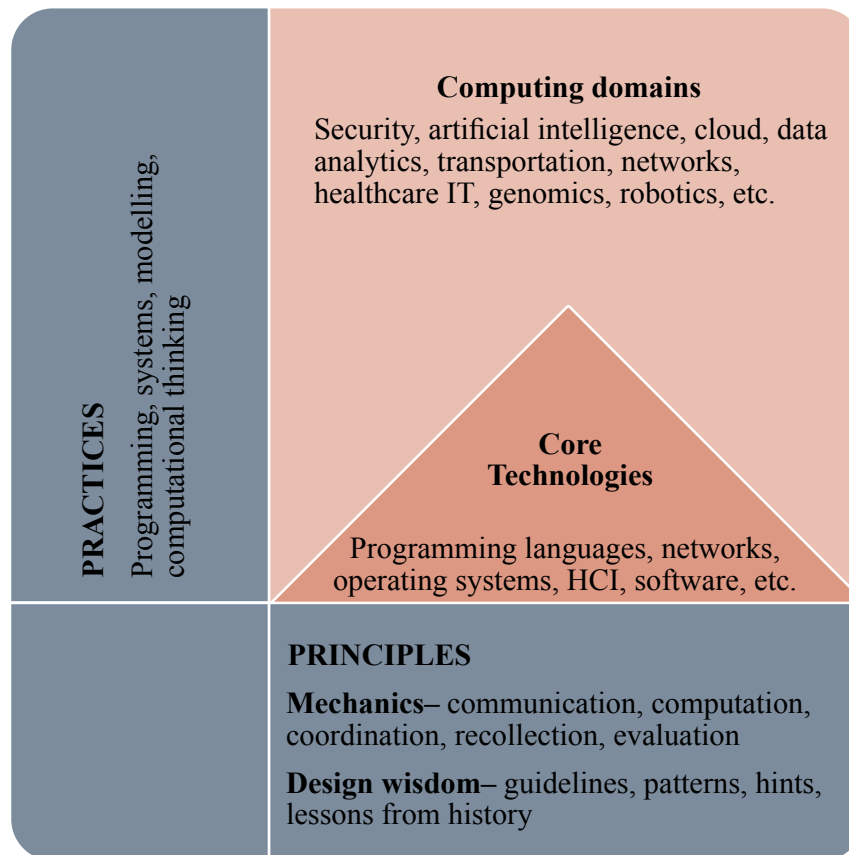 Computing domains
Security, artificial intelligence, cloud, data
analytics, transportation, networks,
healthcare IT, genomics, robotics, etc.
PRACTICES
Programming, systems, modelling,
computational thinking
Core
Technologies
Programming languages, networks,
operating systems, HCI, software, etc.
PRINCIPLES
Mechanics– communication, computation,
coordination, recollection, evaluation
Design wisdom– guidelines, patterns, hints,
lessons from history